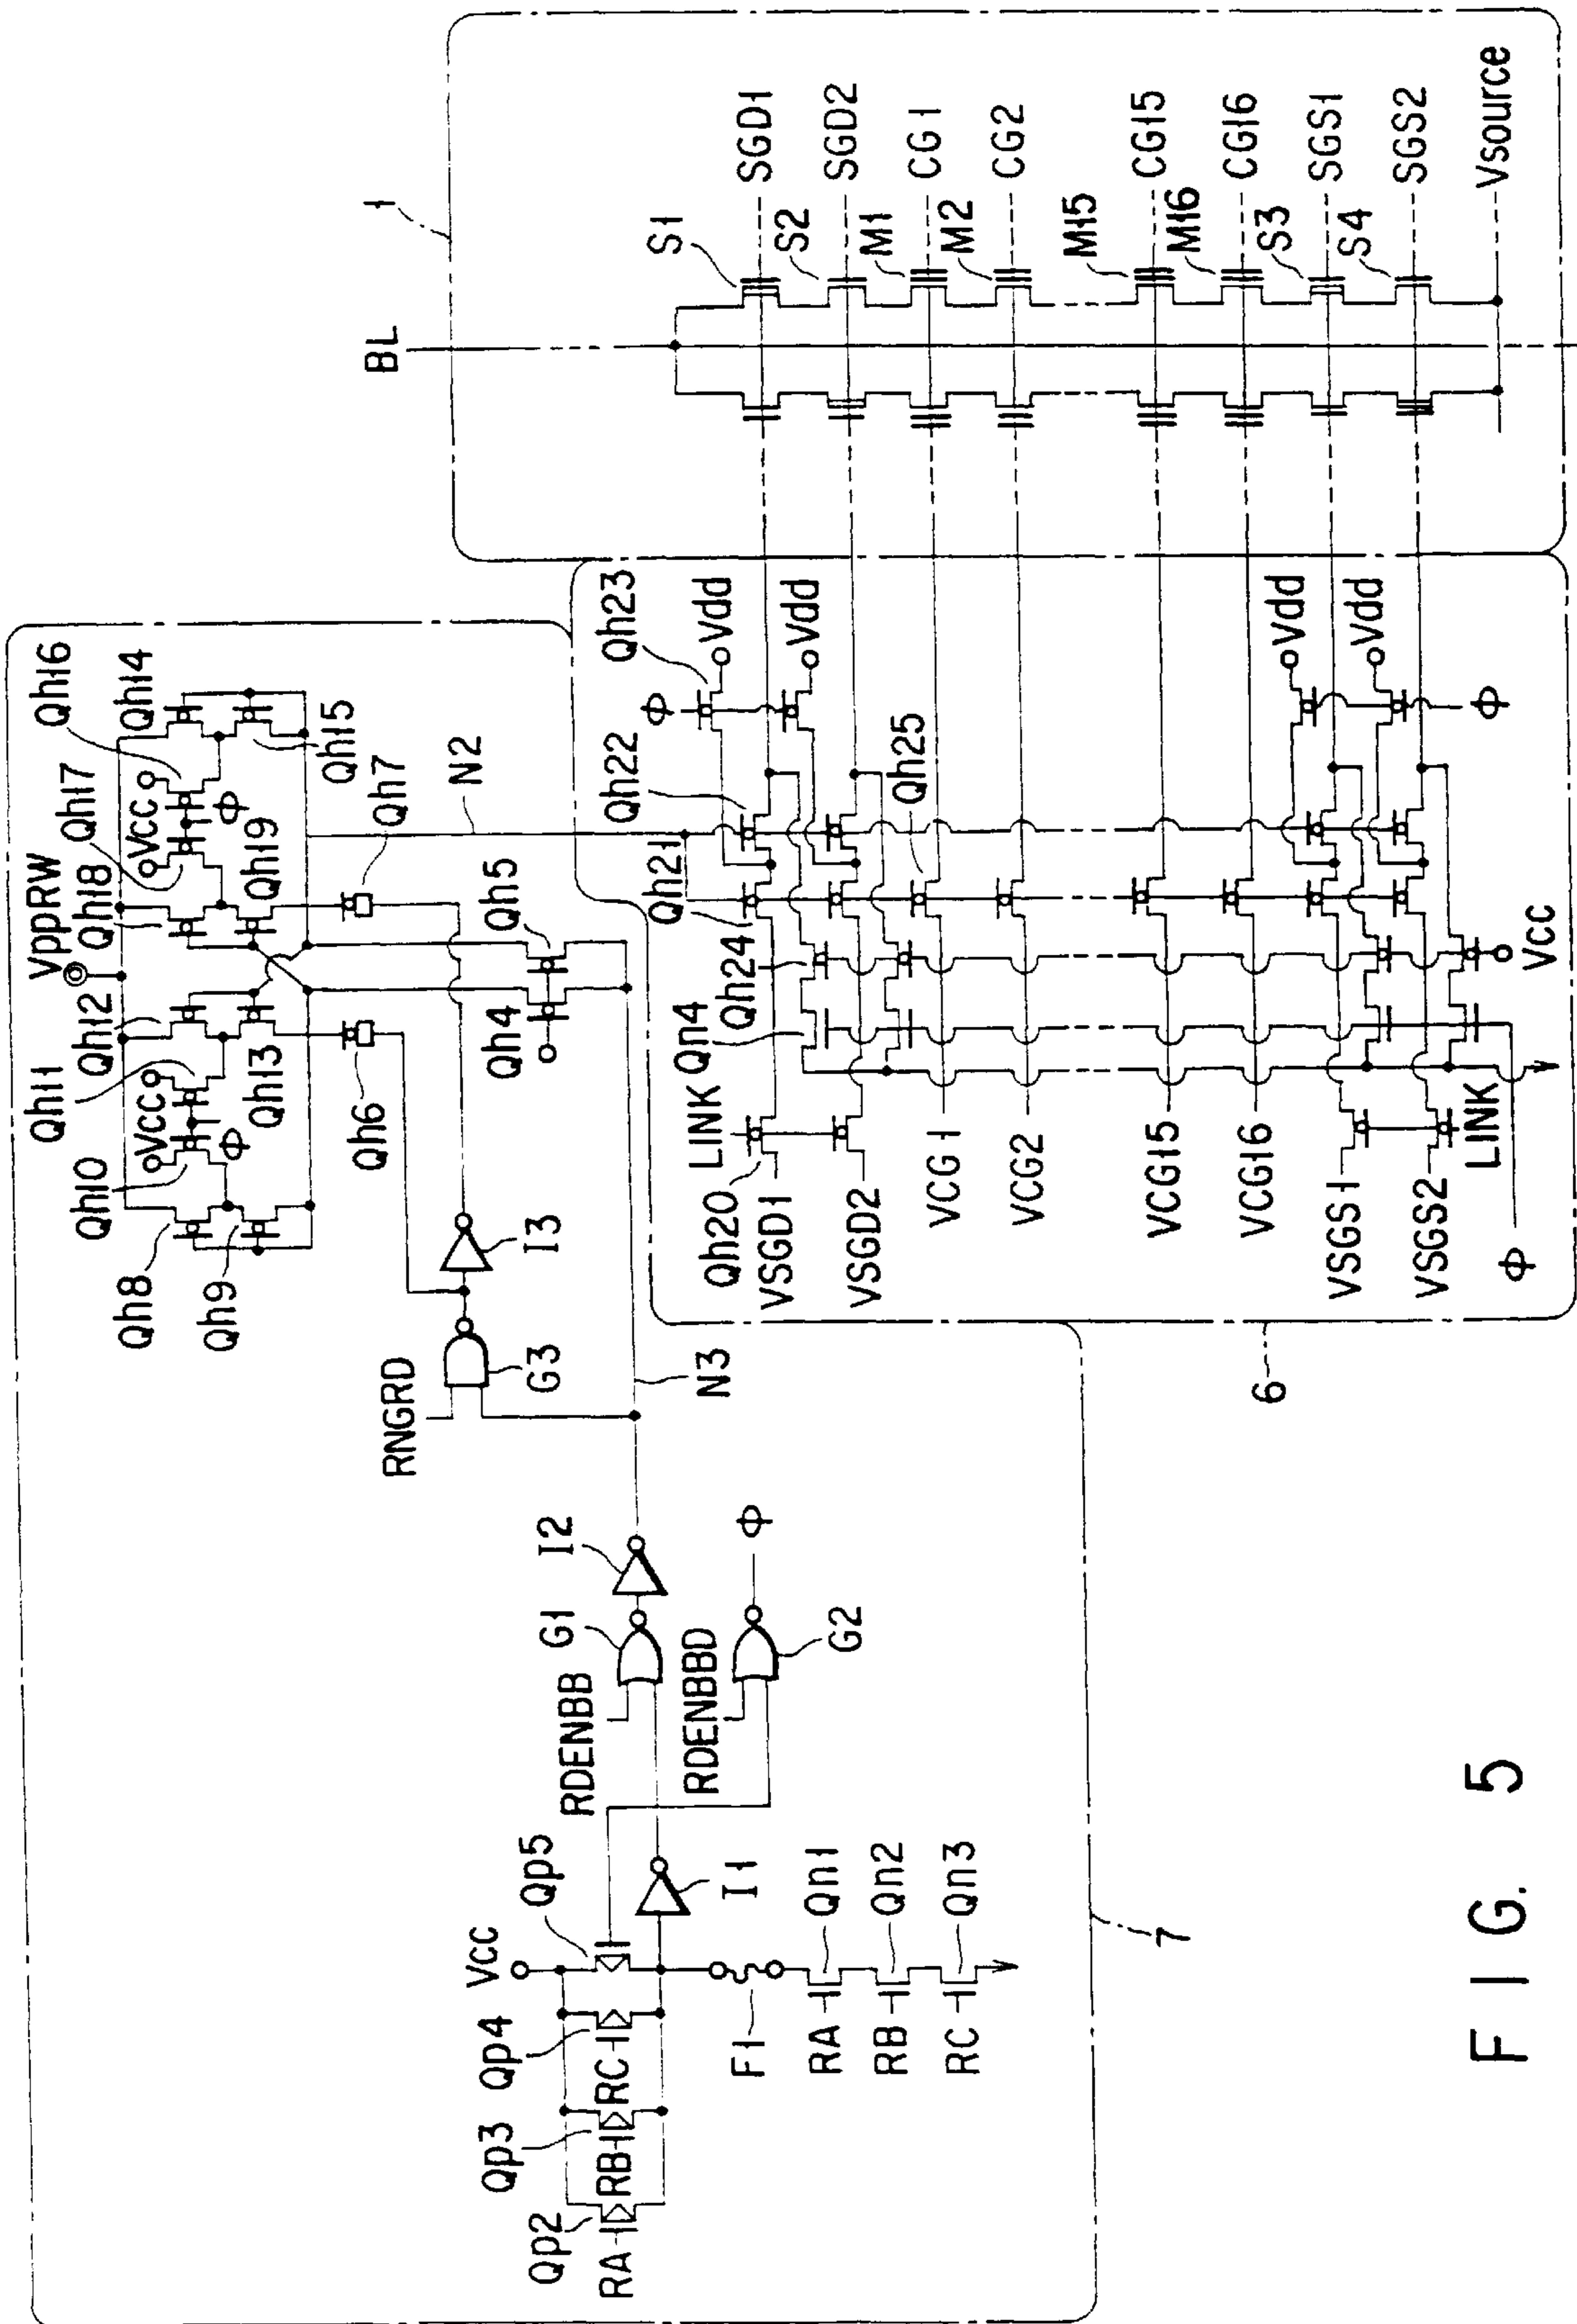 FIG. 5
1
BL
S1
SGD1
S2
SGD2
M1
CG1
M2
CG2
M15
CG15
M16
CG16
S3
SGS1
S4
SGS2
Vsource
VppRW
Qh8
Qh9
Qh10
Qh11
Qh12
Qh13
Qh18
Qh17
Qh16
Qh14
Qh15
Qh19
VCC
VCC
Φ
Φ
Qh6
Qh7
Qh4
Qh5
N2
RNGRD
G3
I3
N3
RDENBB
G1
I2
RDENBBD
G2
Φ
VCC
Qp2
Qp3
Qp4
Qp5
RA
RB
RC
I1
F1
RA
Qn1
RB
Qn2
RC
Qn3
7
6
Qh23
Φ
Vdd
Vdd
Qh22
Qh21
Qh25
Qh24
Qn4
LINK
Qh20
VSGD1
VSGD2
VCG1
VCG2
VCG15
VCG16
VSGS1
VSGS2
LINK
Φ
VCC
Vdd
Vdd
Φ